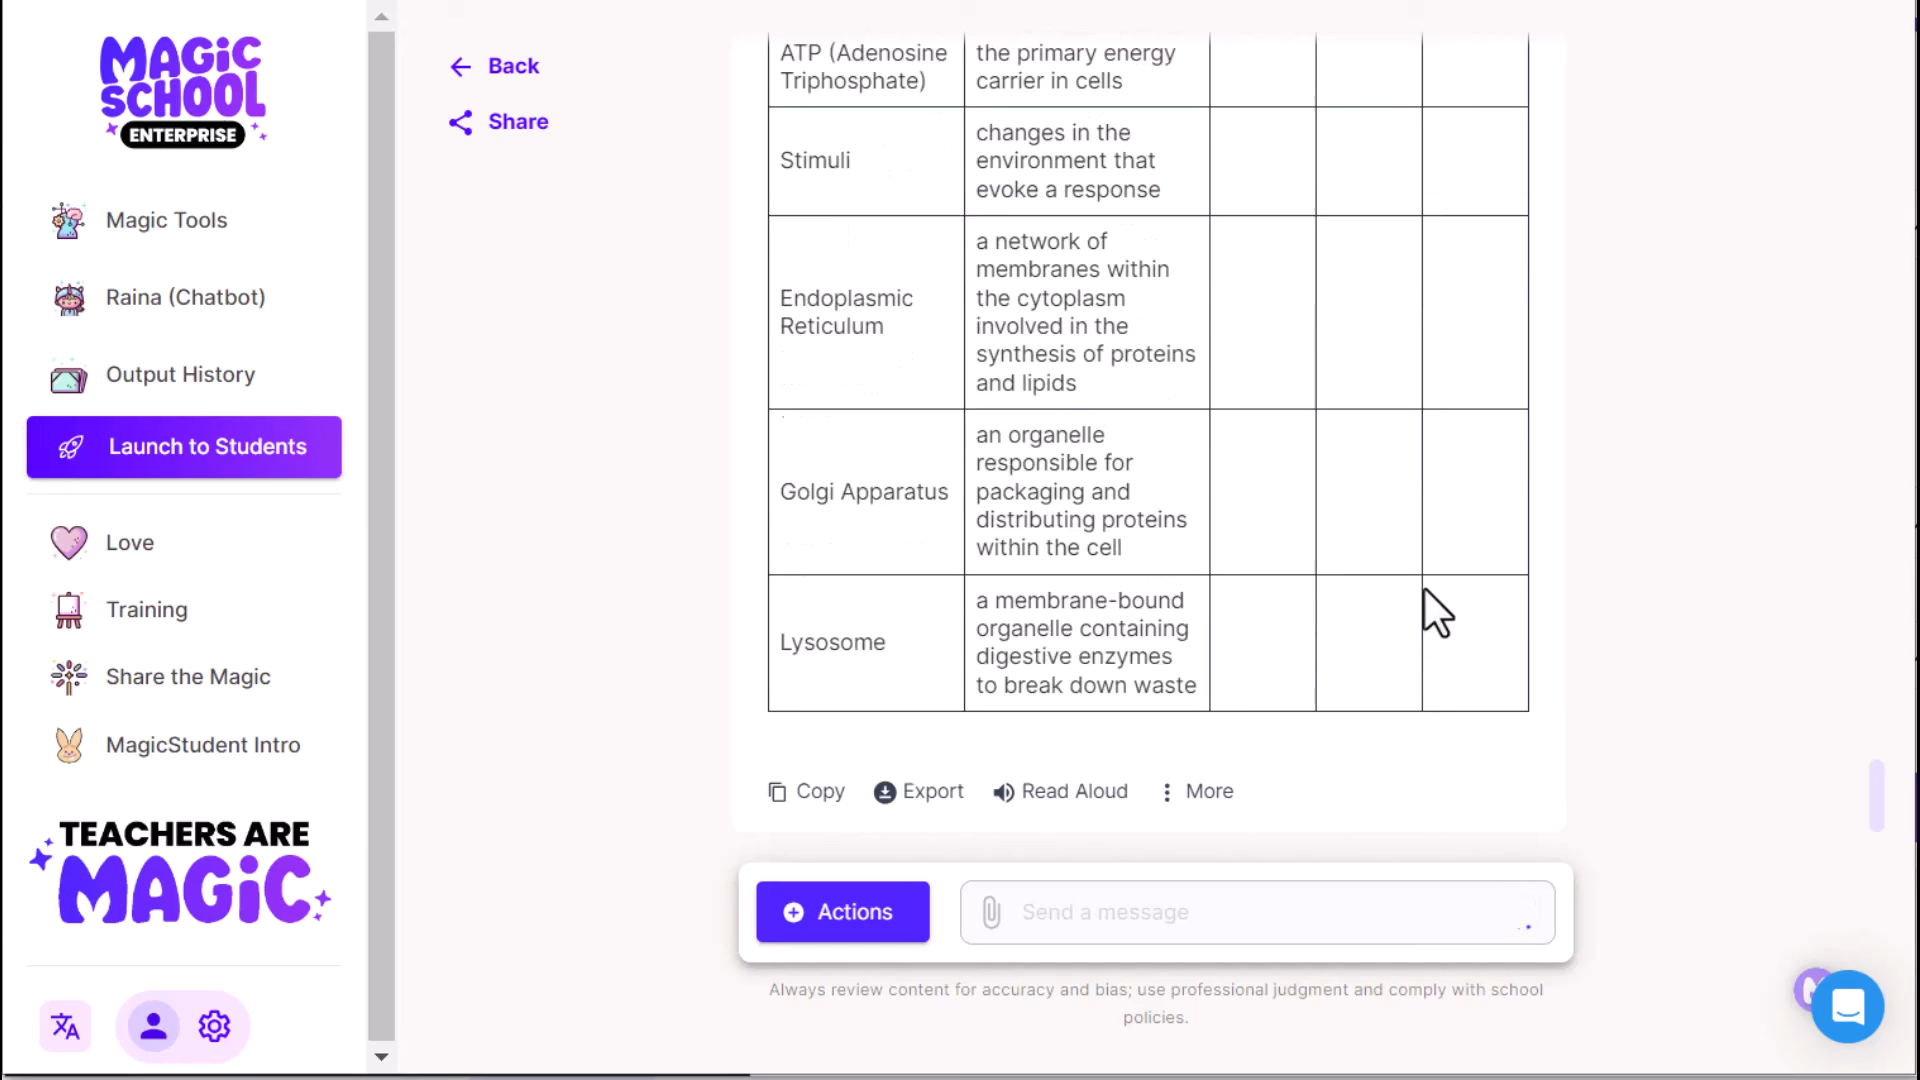 MAGiC
SCHOOL
ENTERPRISE
Magic Tools
Raina (Chatbot)
Output History
Launch to Students
Love
Training
Share the Magic
MagicStudent Intro
TEACHERS ARE
MAGiC
Back
Share
ATP (Adenosine
Triphosphate)
the primary energy
carrier in cells
Stimuli
changes in the
environment that
evoke a response
Endoplasmic
Reticulum
a network of
membranes within
the cytoplasm
involved in the
synthesis of proteins
and lipids
Golgi Apparatus
an organelle
responsible for
packaging and
distributing proteins
within the cell
Lysosome
a membrane-bound
organelle containing
digestive enzymes
to break down waste
Copy
Export
Read Aloud
More
Actions
Send a message
Always review content for accuracy and bias; use professional judgment and comply with school
policies.